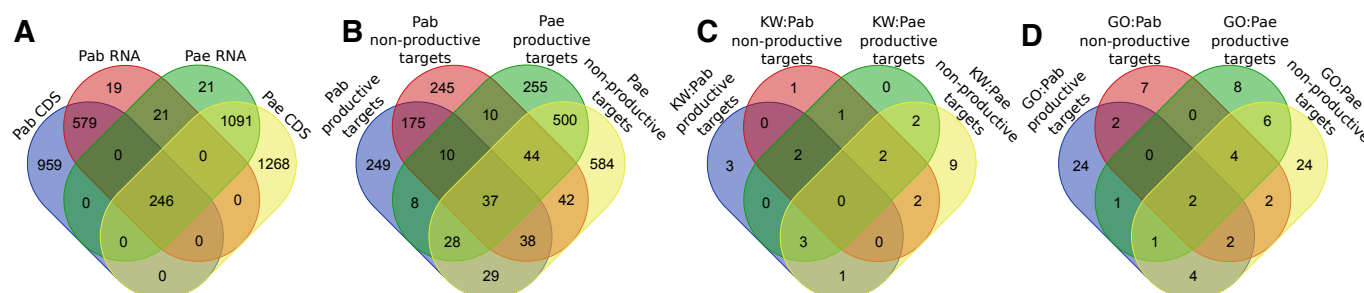 A
Pab RNA
Pae RNA
Pab CDS
Pae CDS
19
21
579
21
1091
959
0
0
1268
0
246
0
0
0
0
B
Pab
non-productive
targets
Pae
productive
targets
Pab
productive
targets
Pae
non-productive
targets
245
255
175
10
500
249
10
44
584
8
37
42
28
38
29
C
KW:Pab
non-productive
targets
KW:Pae
productive
targets
KW:Pab
productive
targets
KW:Pae
non-productive
targets
1
0
0
1
2
3
2
2
9
0
0
2
3
0
1
D
GO:Pab
non-productive
targets
GO:Pae
productive
targets
GO:Pab
productive
targets
GO:Pae
non-productive
targets
7
8
2
0
6
24
0
4
24
1
2
2
1
2
4